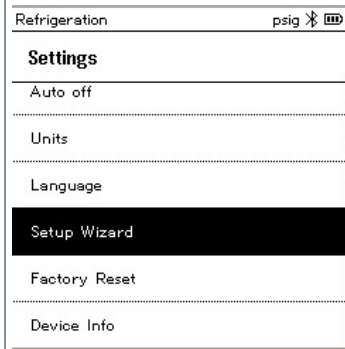 Refrigeration psig
Settings
Auto off
Units
Language
Setup Wizard
Factory Reset
Device Info